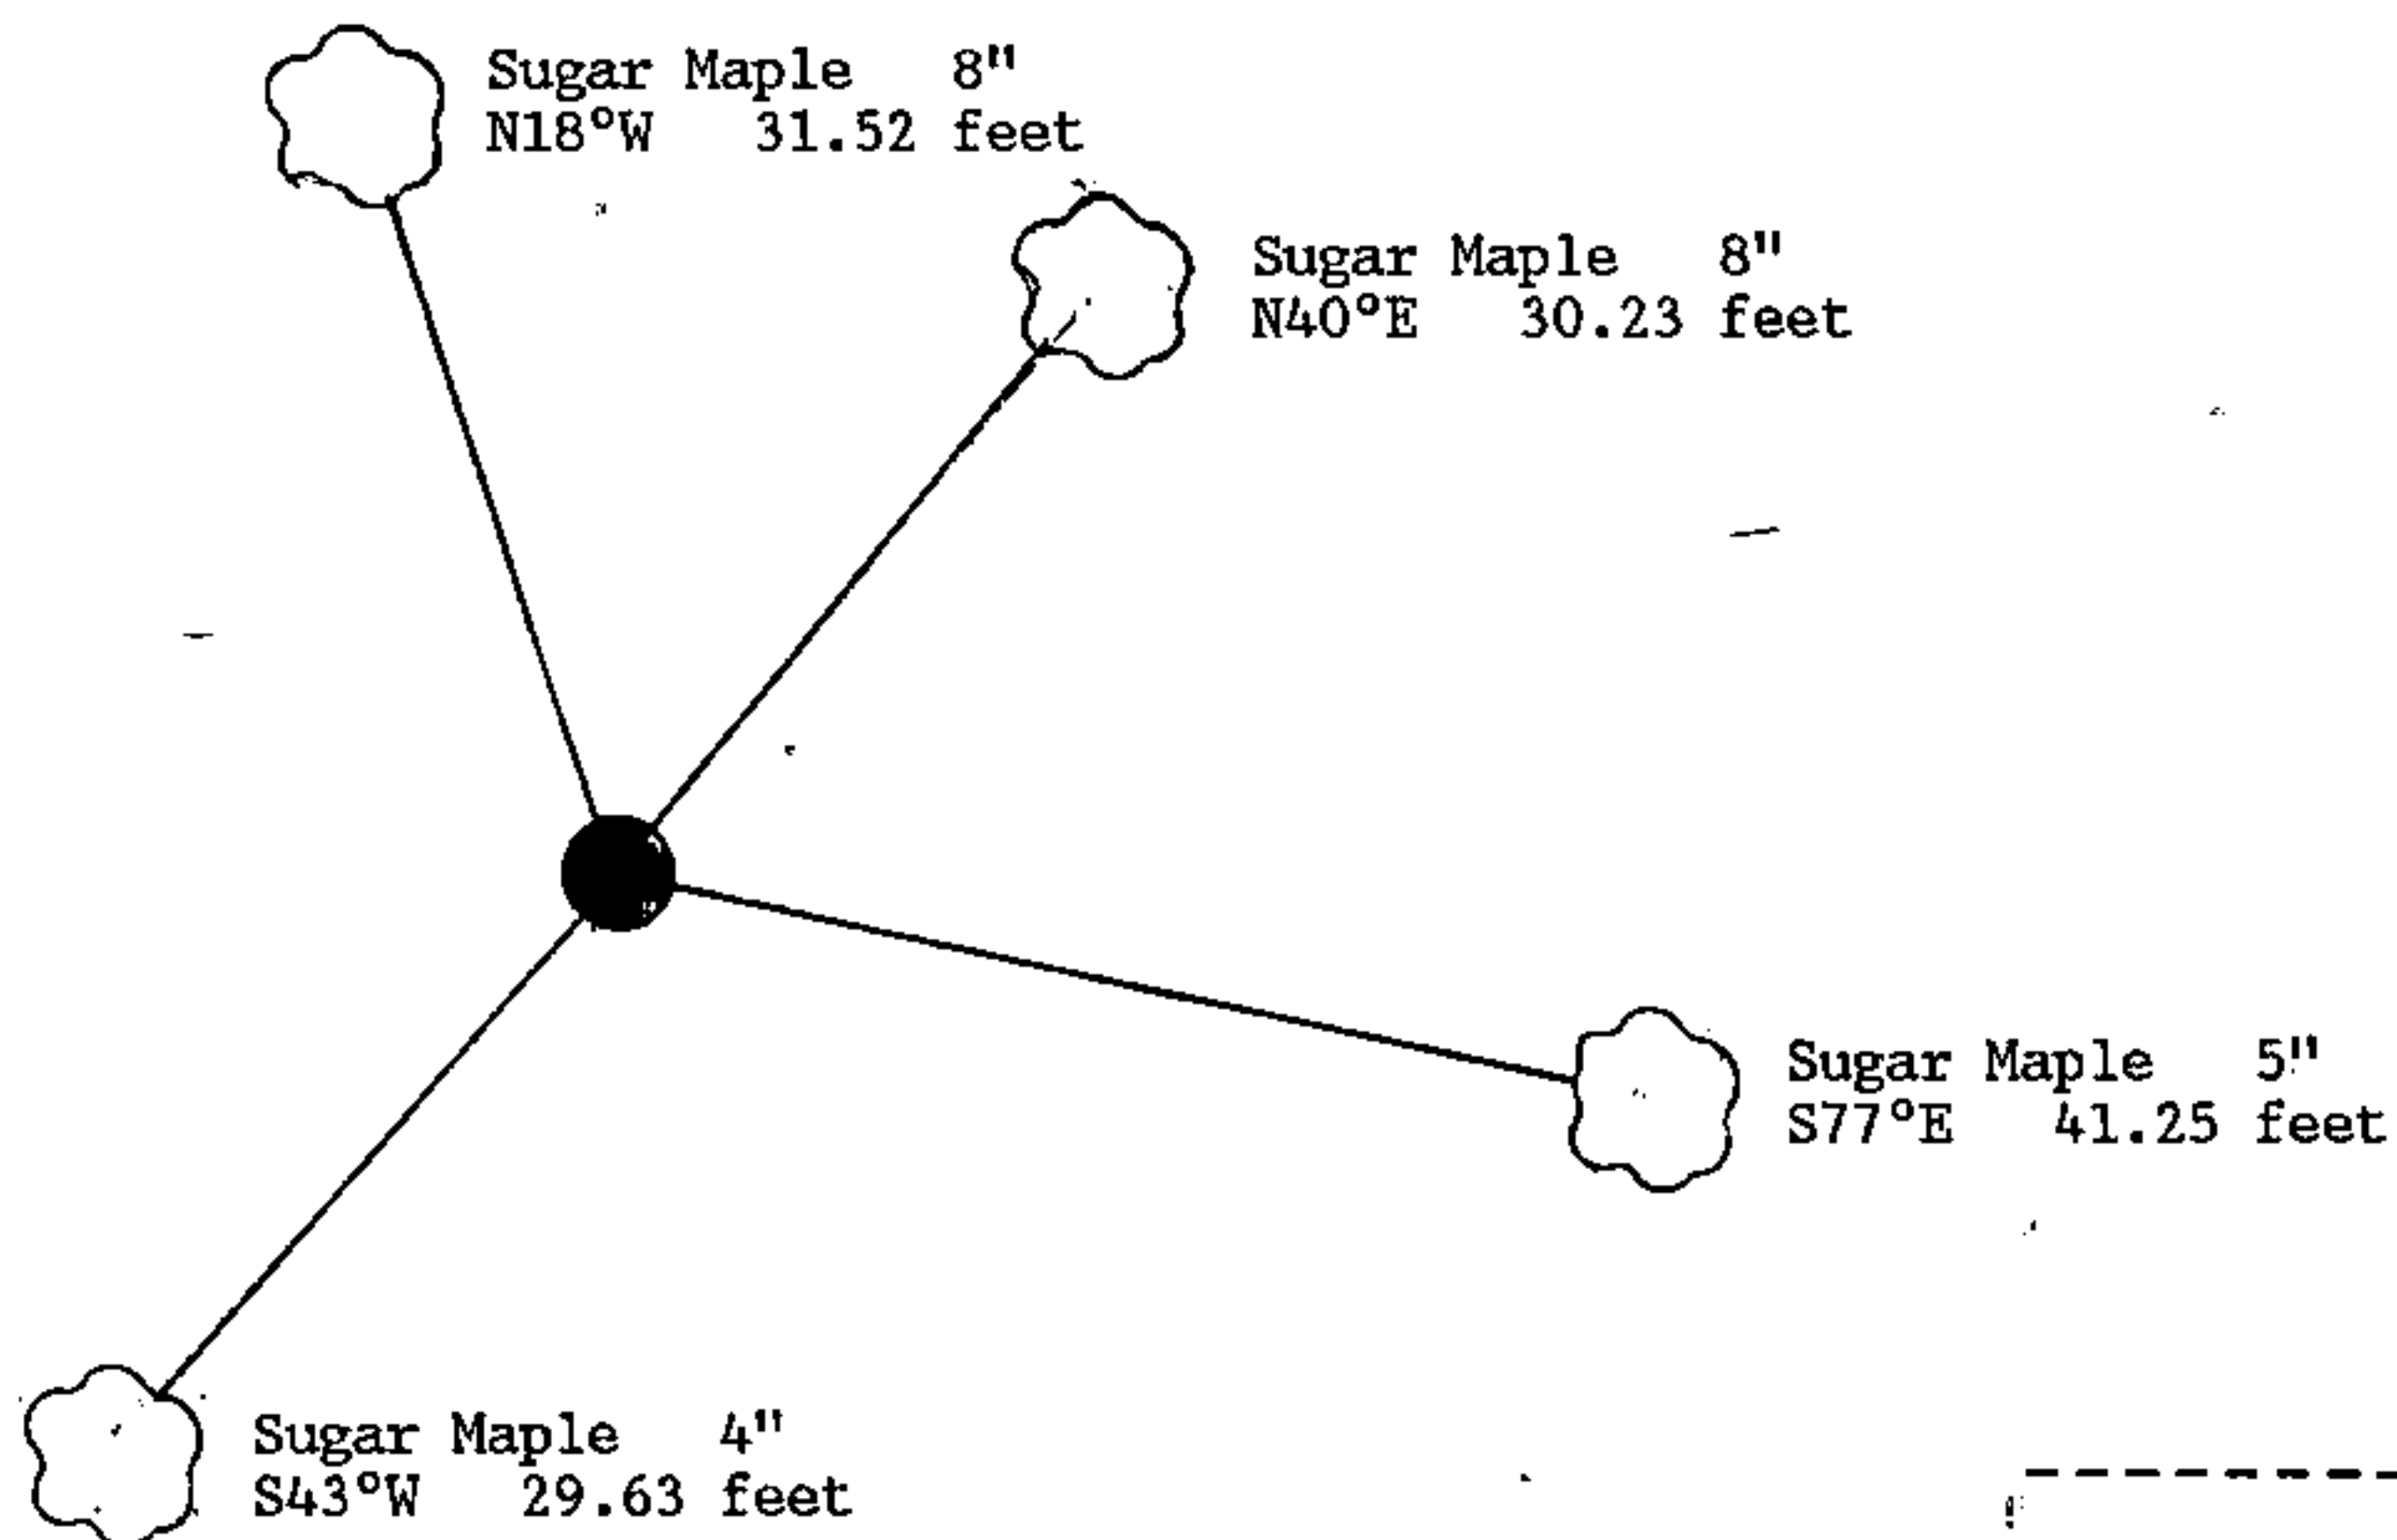 Sugar Maple 8"
N18°W 31.52 feet
Sugar Maple 8"
N40°E 30.23 feet
Sugar Maple 5"
S77°E 41.25 feet
Sugar Maple 4"
S43°W 29.63 feet